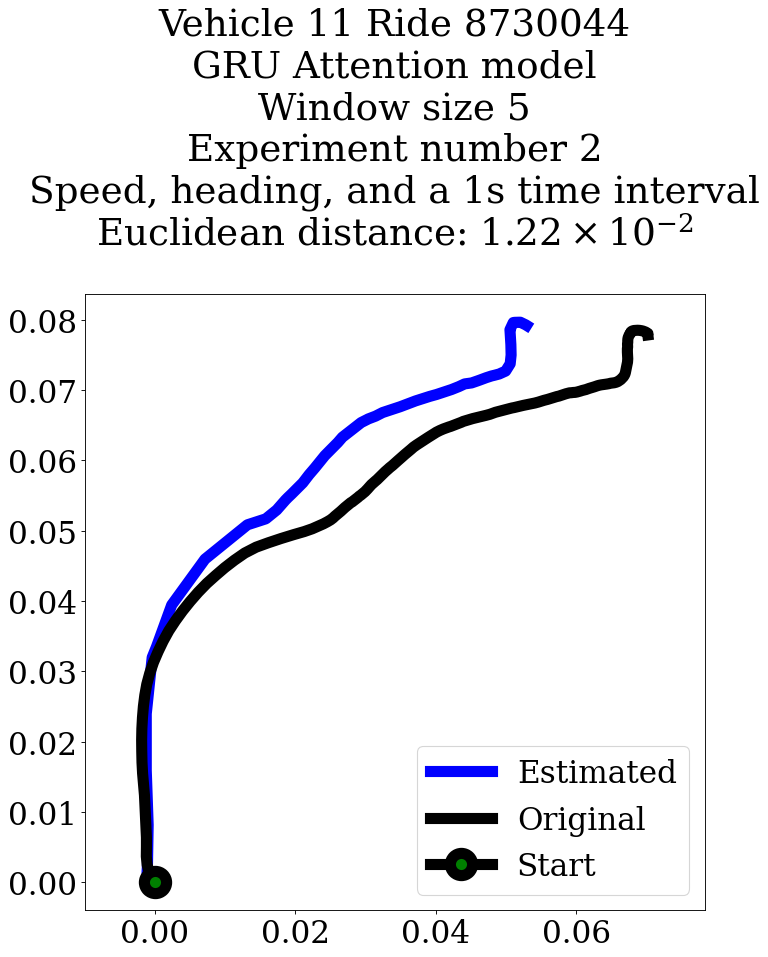 Vehicle 11 Ride 8730044
GRU Attention model
Window size 5
Experiment number 2
Speed, heading, and a 1s time interval
Euclidean distance: 1.22 × 10⁻²
0.08
0.07
0.06
0.05
0.04
0.03
0.02
0.01
0.00
Estimated
Original
Start
0.00 0.02 0.04 0.06